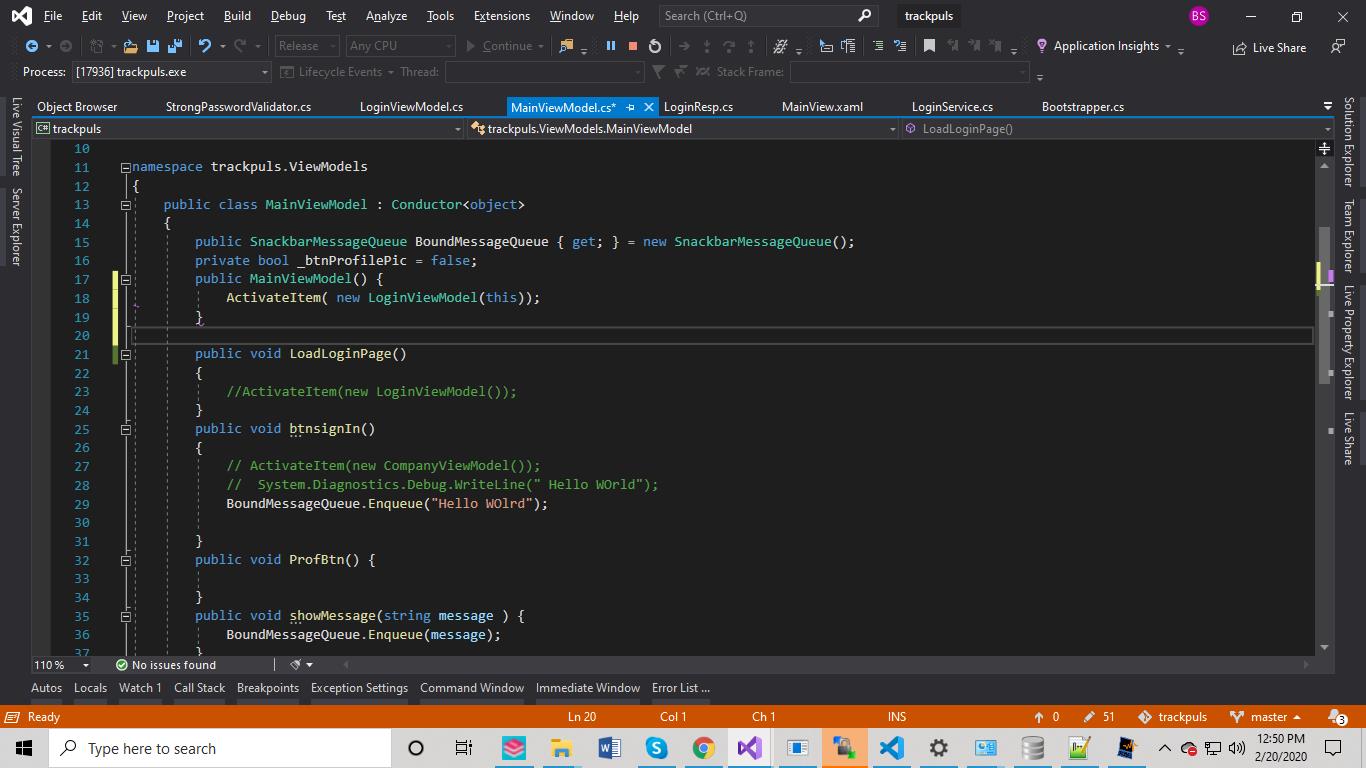 File Edit View Project Build Debug Test Analyze Tools Extensions Window Help Search (Ctrl+Q) trackpuls BS
Release Any CPU Continue Application Insights Live Share
Process: [17936] trackpuls.exe Lifecycle Events Thread: Stack Frame:
Object Browser StrongPasswordValidator.cs LoginViewModel.cs MainViewModel.cs* LoginResp.cs MainView.xaml LoginService.cs Bootstrapper.cs
C# trackpuls trackpuls.ViewModels.MainViewModel LoadLoginPage()
Live Visual Tree
Server Explorer
10
11 namespace trackpuls.ViewModels
12 {
13 public class MainViewModel : Conductor<object>
14 {
15 public SnackbarMessageQueue BoundMessageQueue { get; } = new SnackbarMessageQueue();
16 private bool _btnProfilePic = false;
17 public MainViewModel() {
18 ActivateItem( new LoginViewModel(this));
19 }
20
21 public void LoadLoginPage()
22 {
23 //ActivateItem(new LoginViewModel());
24 }
25 public void btnsignIn()
26 {
27 // ActivateItem(new CompanyViewModel());
28 //  System.Diagnostics.Debug.WriteLine(" Hello WOrld");
29 BoundMessageQueue.Enqueue("Hello WOlrd");
30
31 }
32 public void ProfBtn() {
33
34 }
35 public void showMessage(string message ) {
36 BoundMessageQueue.Enqueue(message);
37 }
Solution Explorer
Team Explorer
Live Property Explorer
Live Share
110 % No issues found
Autos Locals Watch 1 Call Stack Breakpoints Exception Settings Command Window Immediate Window Error List ...
Ready Ln 20 Col 1 Ch 1 INS 0 51 trackpuls master 3
Type here to search 12:50 PM
2/20/2020